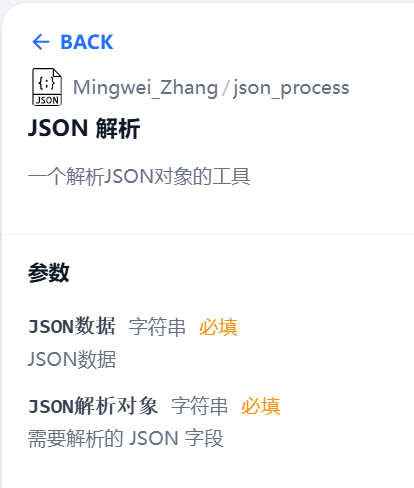 ← BACK
{;}
JSON
Mingwei_Zhang / json_process
JSON 解析
一个解析JSON对象的工具
参数
JSON数据 字符串 必填
JSON数据
JSON解析对象 字符串 必填
需要解析的 JSON 字段